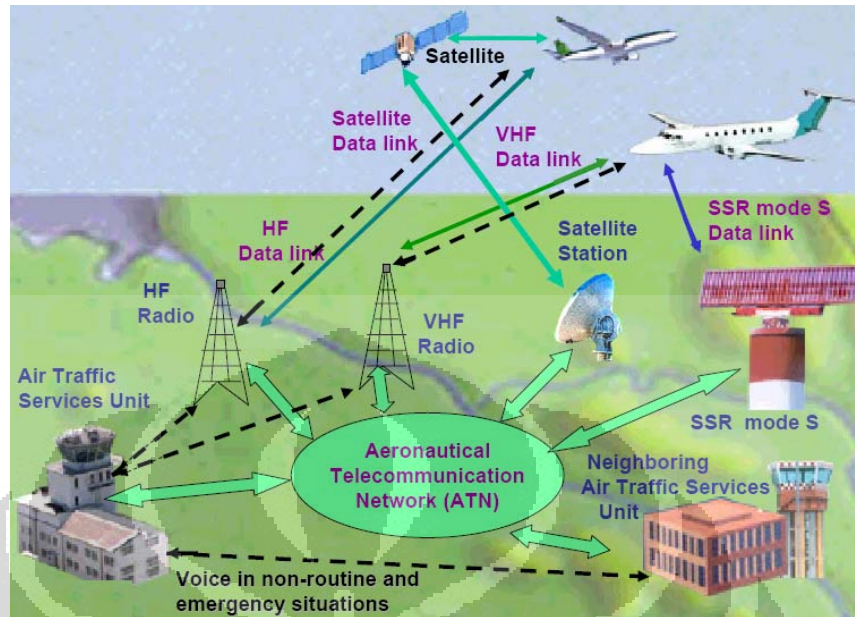 Satellite
Satellite
Data link
VHF
Data link
SSR mode S
Data link
HF
Data link
Satellite
Station
HF
Radio
VHF
Radio
Air Traffic
Services Unit
SSR mode S
Aeronautical
Telecommunication
Network (ATN)
Neighboring
Air Traffic Services
Unit
Voice in non-routine and
emergency situations